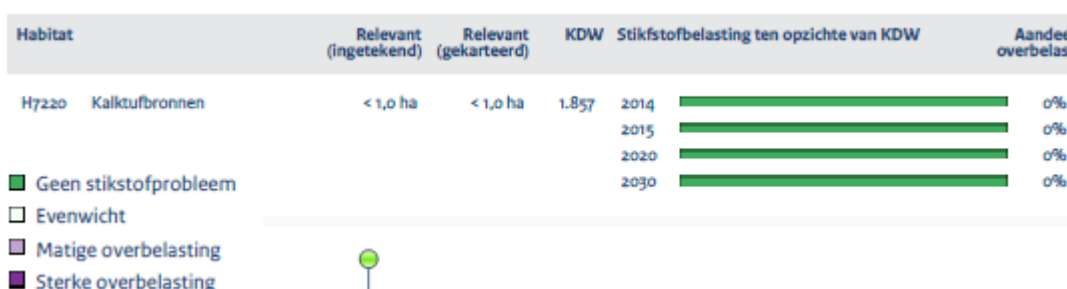 Habitat Relevant Relevant KDW Stikfstofbelasting ten opzichte van KDW
(ingetekend) (gekarteerd)
H7220 Kalktufbronnen < 1,0 ha < 1,0 ha 1.857 2014 0%
2015 0%
2020 0%
2030 0%
Geen stikstofprobleem
Evenwicht
Matige overbelasting
Sterke overbelasting